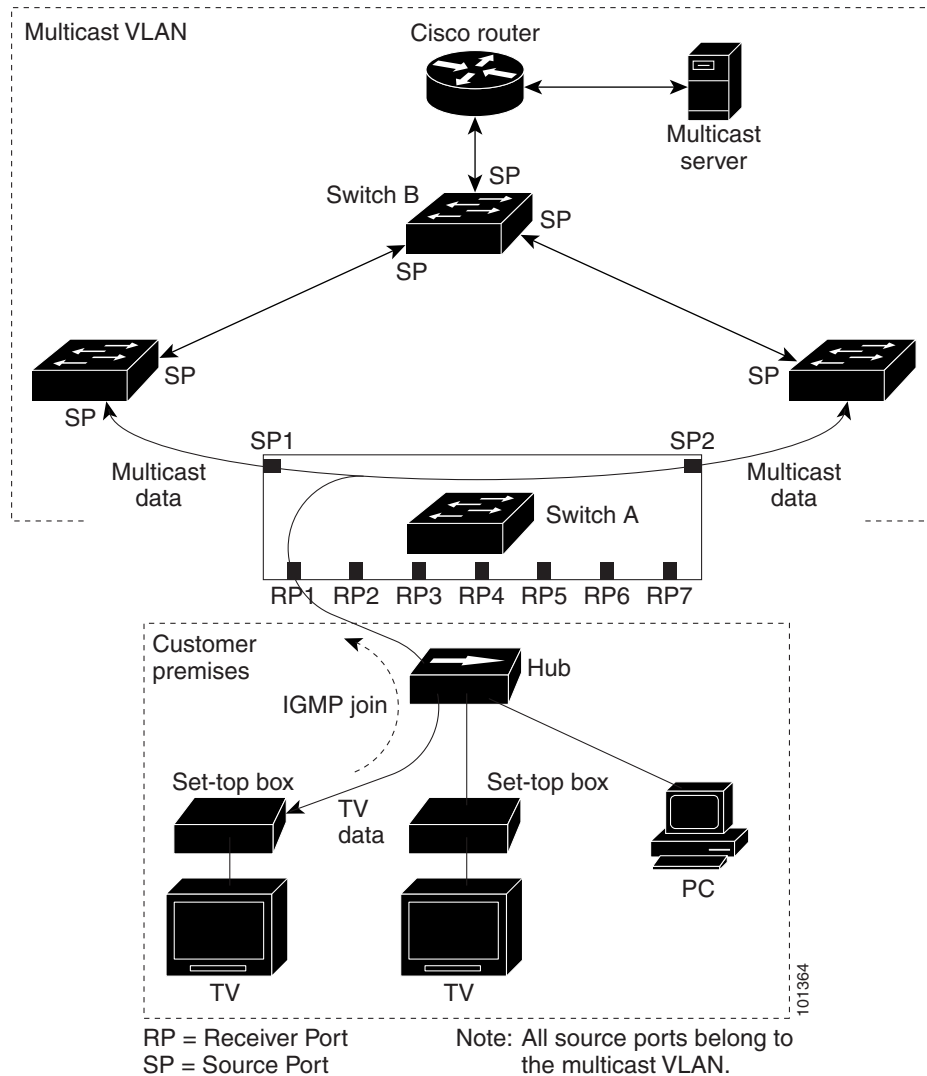 Multicast VLAN
Cisco router
Multicast
server
SP
Switch B
SP
SP
SP
SP
SP
SP1
SP2
Multicast
data
Multicast
data
Switch A
RP1 RP2 RP3 RP4 RP5 RP6 RP7
Customer
premises
Hub
IGMP join
Set-top box
Set-top box
TV
data
PC
TV
TV
101364
RP = Receiver Port
SP = Source Port
Note: All source ports belong to
the multicast VLAN.